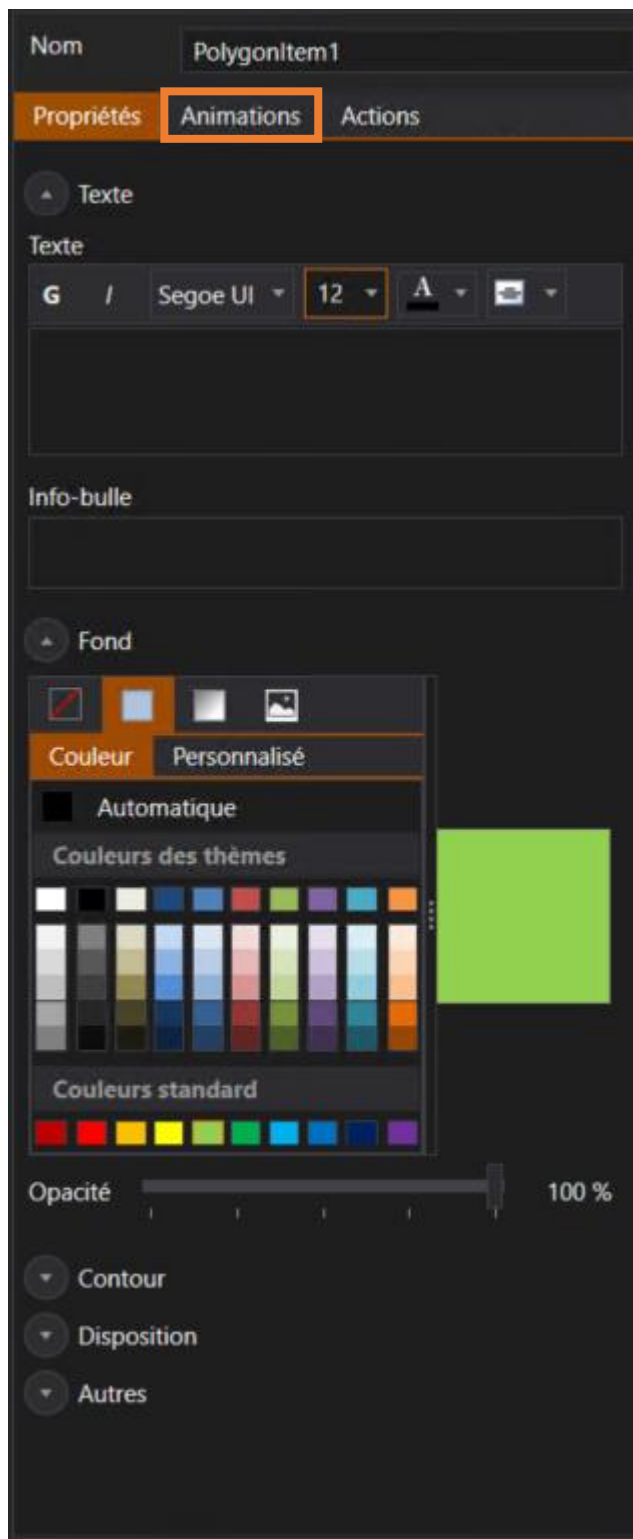 Nom PolygonItem1
Propriétés Animations Actions
Texte
Texte
G I Segoe UI 12 A
Info-bulle
Fond
Couleur Personnalisé
Automatique
Couleurs des thèmes
Couleurs standard
Opacité 100 %
Contour
Disposition
Autres